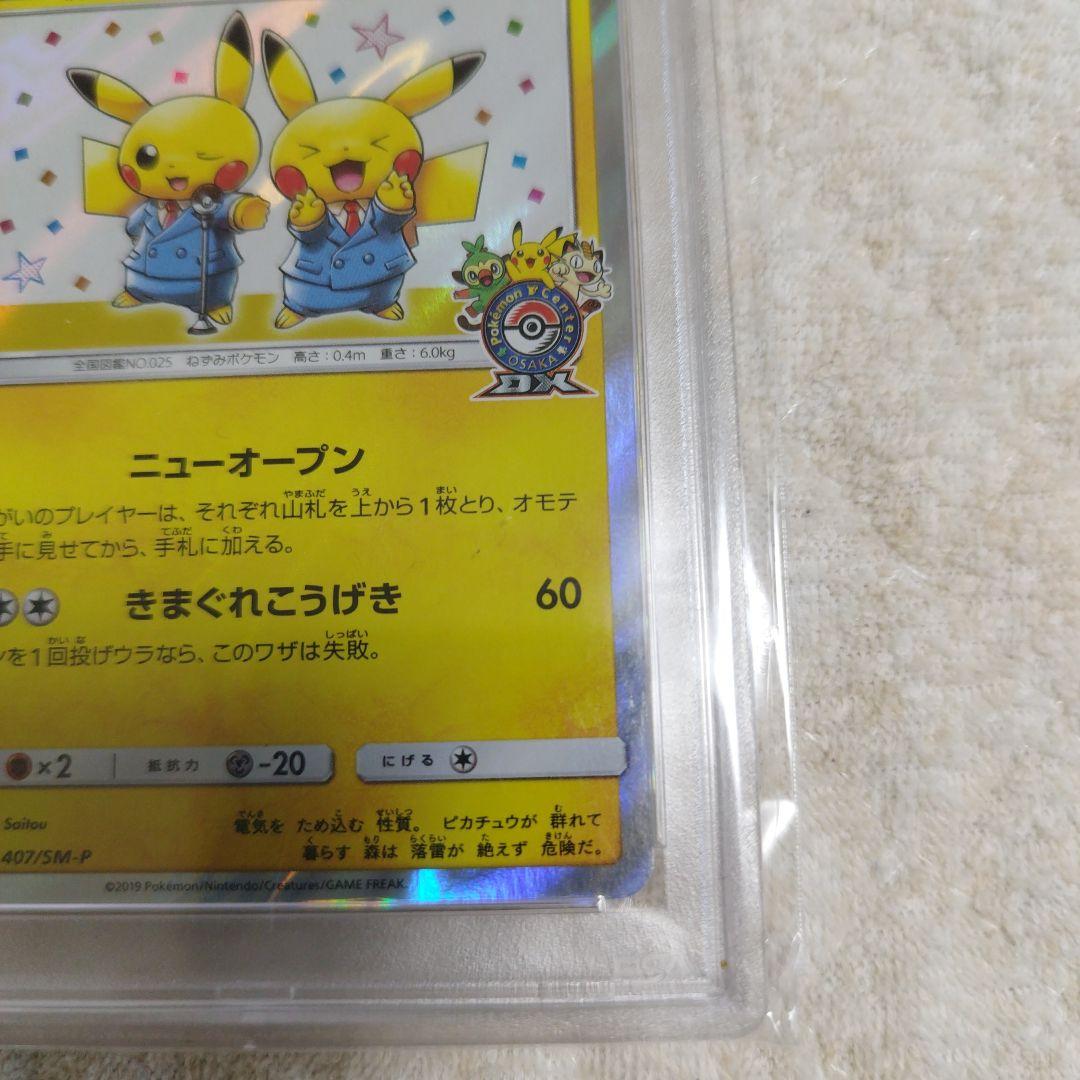 Pokémon Center
OSAKA
DX
全国図鑑NO.025 ねずみポケモン 高さ:0.4m 重さ:6.0kg
ニューオープン
がいのプレイヤーは、それぞれ山札を上から1枚とり、オモテ
手に見せてから、手札に加える。
きまぐれこうげき 60
ンを1回投げウラなら、このワザは失敗。
×2 抵抗力 -20 にげる
Saitou
電気を ため込む 性質。 ピカチュウが 群れて
暮らす 森は 落雷が 絶えず 危険だ。
407/SM-P
©2019 Pokémon/Nintendo/Creatures/GAME FREAK.